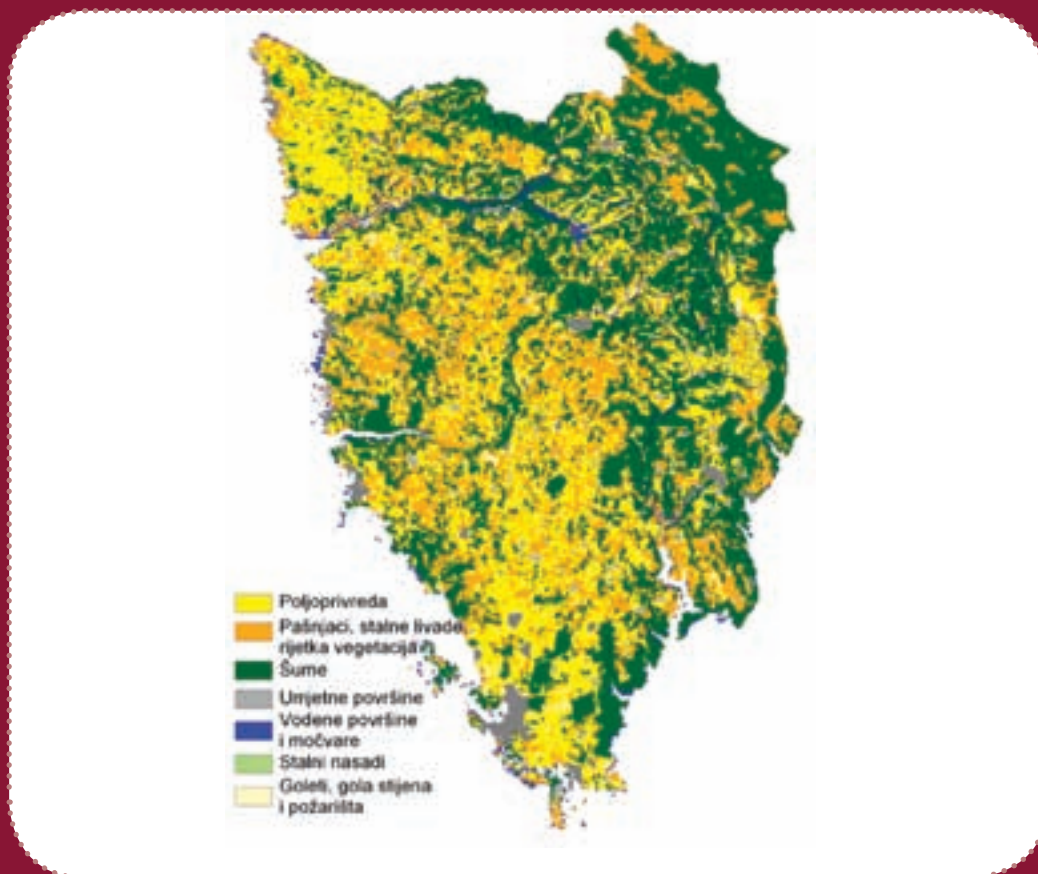 Poljoprivreda
Pašnjaci, stalne livade,
rijetka vegetacija
Šume
Umjetne površine
Vodene površine
i močvare
Stalni nasadi
Goleti, gola stijena
i požarišta